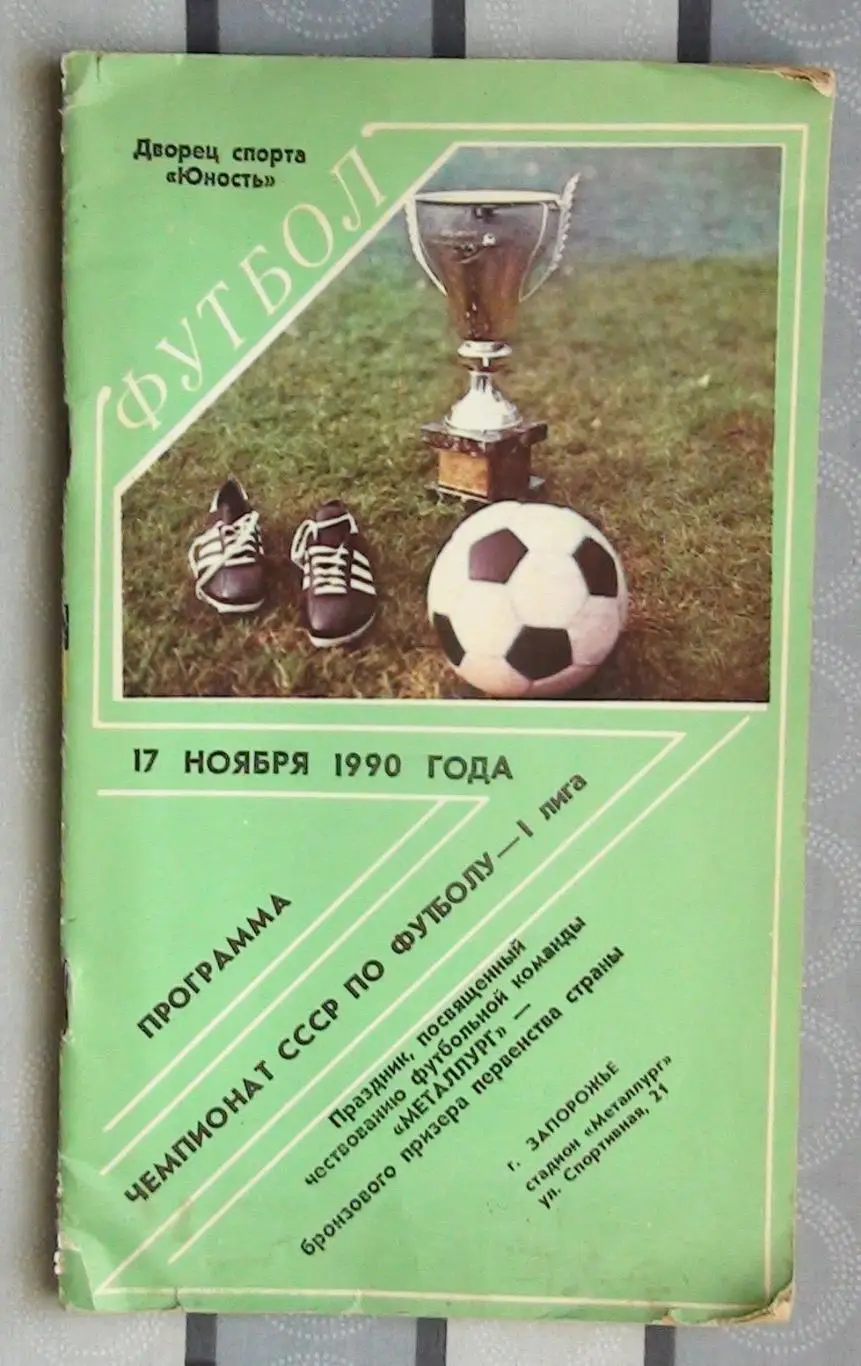 Дворец спорта
«Юность»
ФУТБОЛ
17 НОЯБРЯ 1990 ГОДА
ПРОГРАММА
ЧЕМПИОНАТ СССР ПО ФУТБОЛУ — I лига
Праздник, посвященный
чествованию футбольной команды
«МЕТАЛЛУРГ» —
бронзового призера первенства страны
г. ЗАПОРОЖЬЕ
стадион «Металлург»
ул. Спортивная, 21